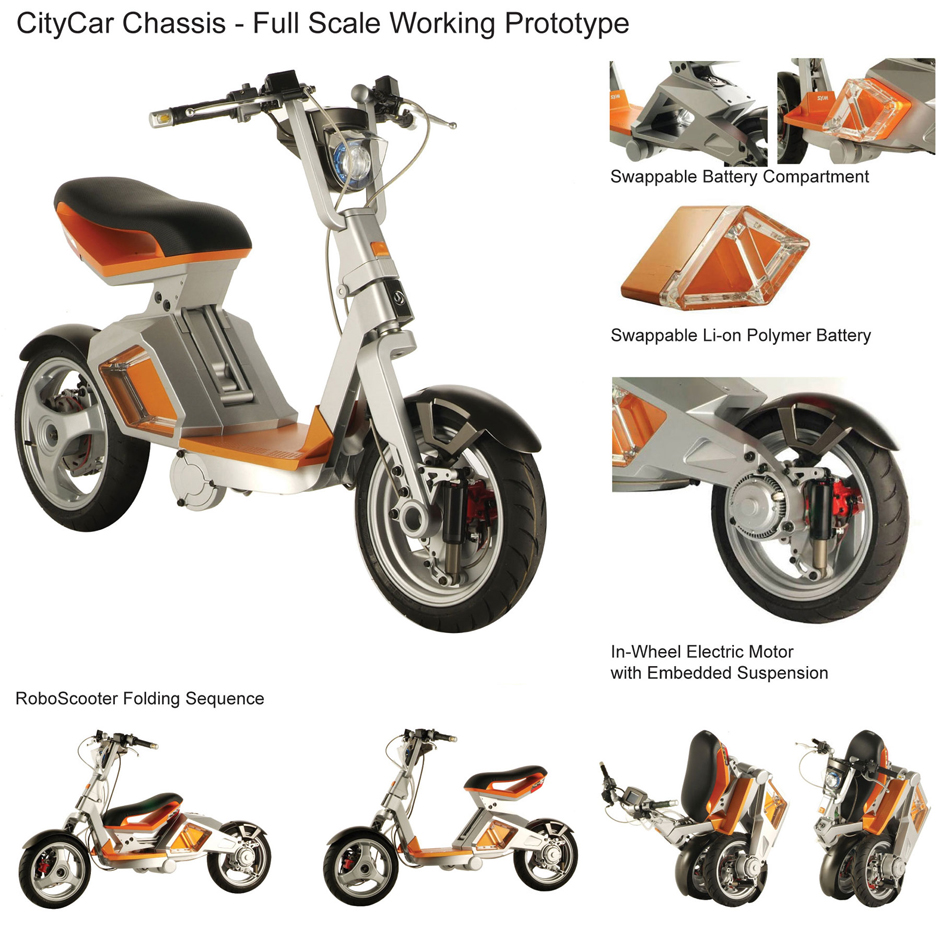 CityCar Chassis - Full Scale Working Prototype
SYM
Swappable Battery Compartment
Swappable Li-on Polymer Battery
In-Wheel Electric Motor
with Embedded Suspension
RoboScooter Folding Sequence